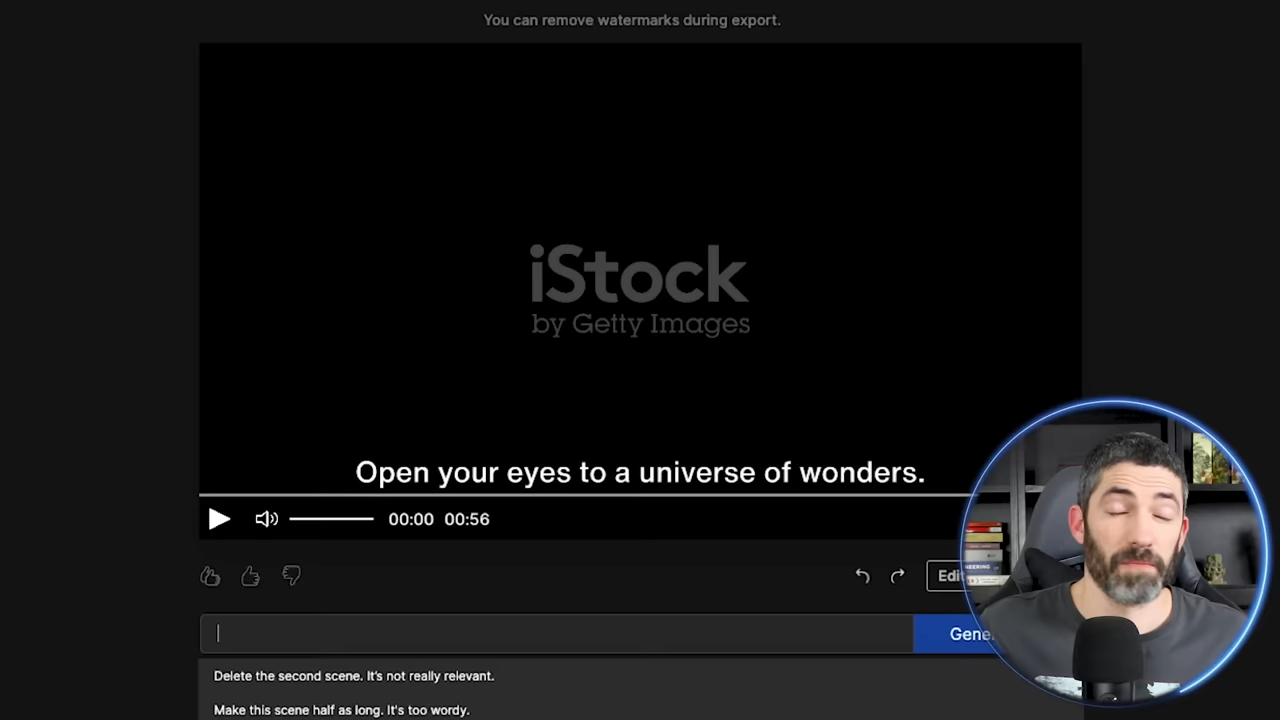 You can remove watermarks during export.
iStock
by Getty Images
Open your eyes to a universe of wonders.
00:00 00:56
Edit
Delete the second scene. It's not really relevant.
Make this scene half as long. It's too wordy.